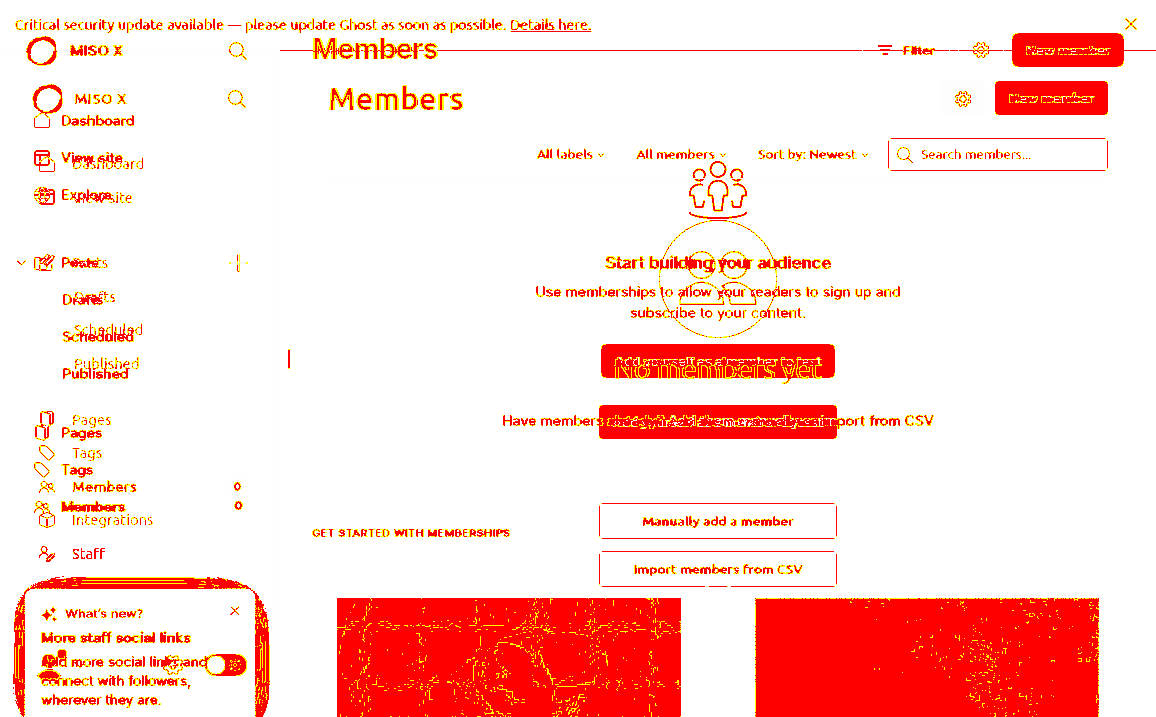 Critical security update available — please update Ghost as soon as possible. Details here.
MISO X
Members
Filter
New member
MISO X
Members
New member
Dashboard
All labels
All members
Sort by: Newest
Search members...
View site
Dashboard
Explore
View site
Posts
Posts
Start building your audience
Drafts
Drafts
Use memberships to allow your readers to sign up and
subscribe to your content.
Scheduled
Scheduled
Published
Published
No members yet
Pages
Pages
Have members
import from CSV
Tags
Tags
Members 0
Members 0
Integrations
Manually add a member
GET STARTED WITH MEMBERSHIPS
Staff
Import members from CSV
What's new?
More staff social links
Add more social links and
connect with followers,
wherever they are.